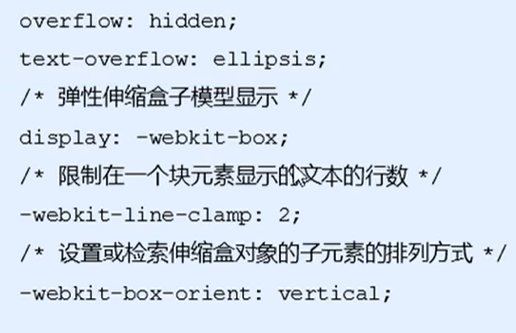 overflow: hidden;
text-overflow: ellipsis;
/* 弹性伸缩盒子模型显示 */
display: -webkit-box;
/* 限制在一个块元素显示的文本的行数 */
-webkit-line-clamp: 2;
/* 设置或检索伸缩盒对象的子元素的排列方式 */
-webkit-box-orient: vertical;